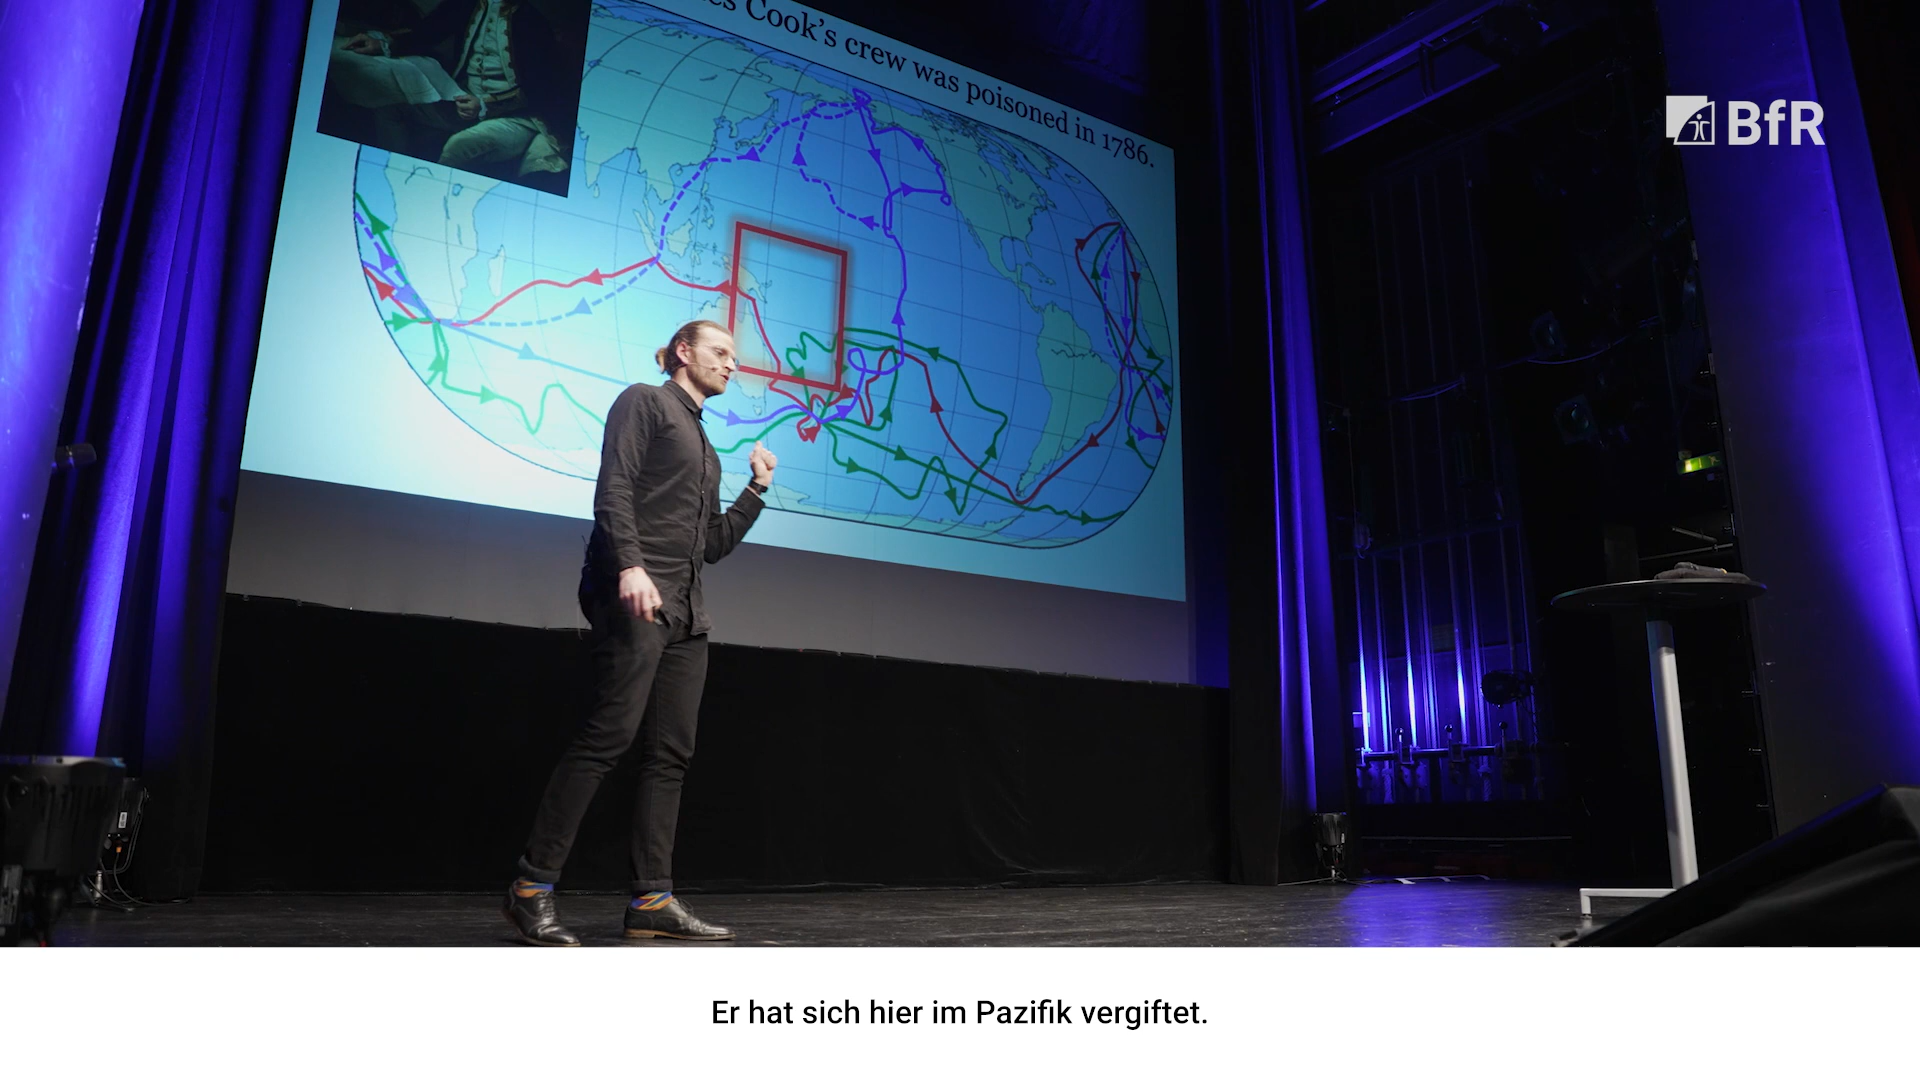 Cook's crew was poisoned in 1786.
BfR
Er hat sich hier im Pazifik vergiftet.